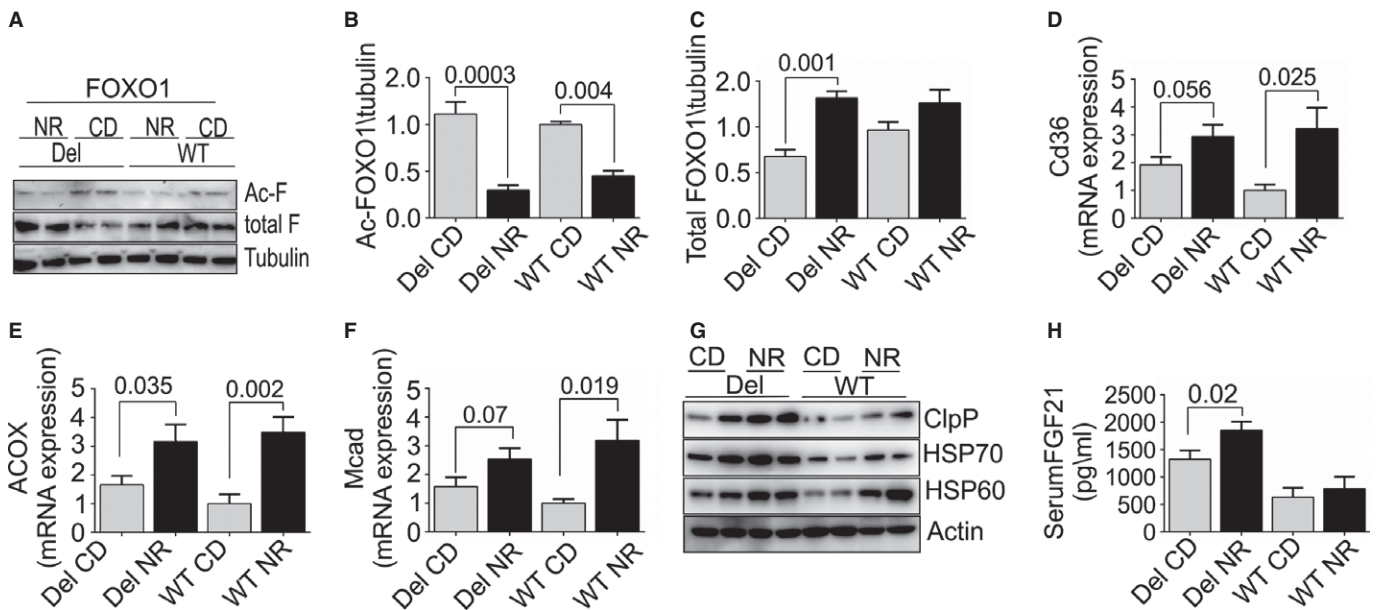 A
FOXO1
NR CD NR CD
Del WT
Ac-F
total F
Tubulin
B
Ac-FOXO1\tubulin
2.0
1.0
0.5
0.0
0.0003
0.004
Del CD
Del NR
WT CD
WT NR
C
Total FOXO1\tubulin
2.0
1.0
0.5
0.0
0.001
Del CD
Del NR
WT CD
WT NR
D
Cd36
(mRNA expression)
5
4
3
2
1
0
0.056
0.025
Del CD
Del NR
WT CD
WT NR
E
ACOX
(mRNA expression)
5
4
3
2
1
0
0.035
0.002
Del CD
Del NR
WT CD
WT NR
F
Mcad
(mRNA expression)
5
4
3
2
1
0
0.07
0.019
Del CD
Del NR
WT CD
WT NR
G
CD NR CD NR
Del WT
ClpP
HSP70
HSP60
Actin
H
SerumFGF21
(pg\ml)
2500
2000
1500
1000
500
0
0.02
Del CD
Del NR
WT CD
WT NR